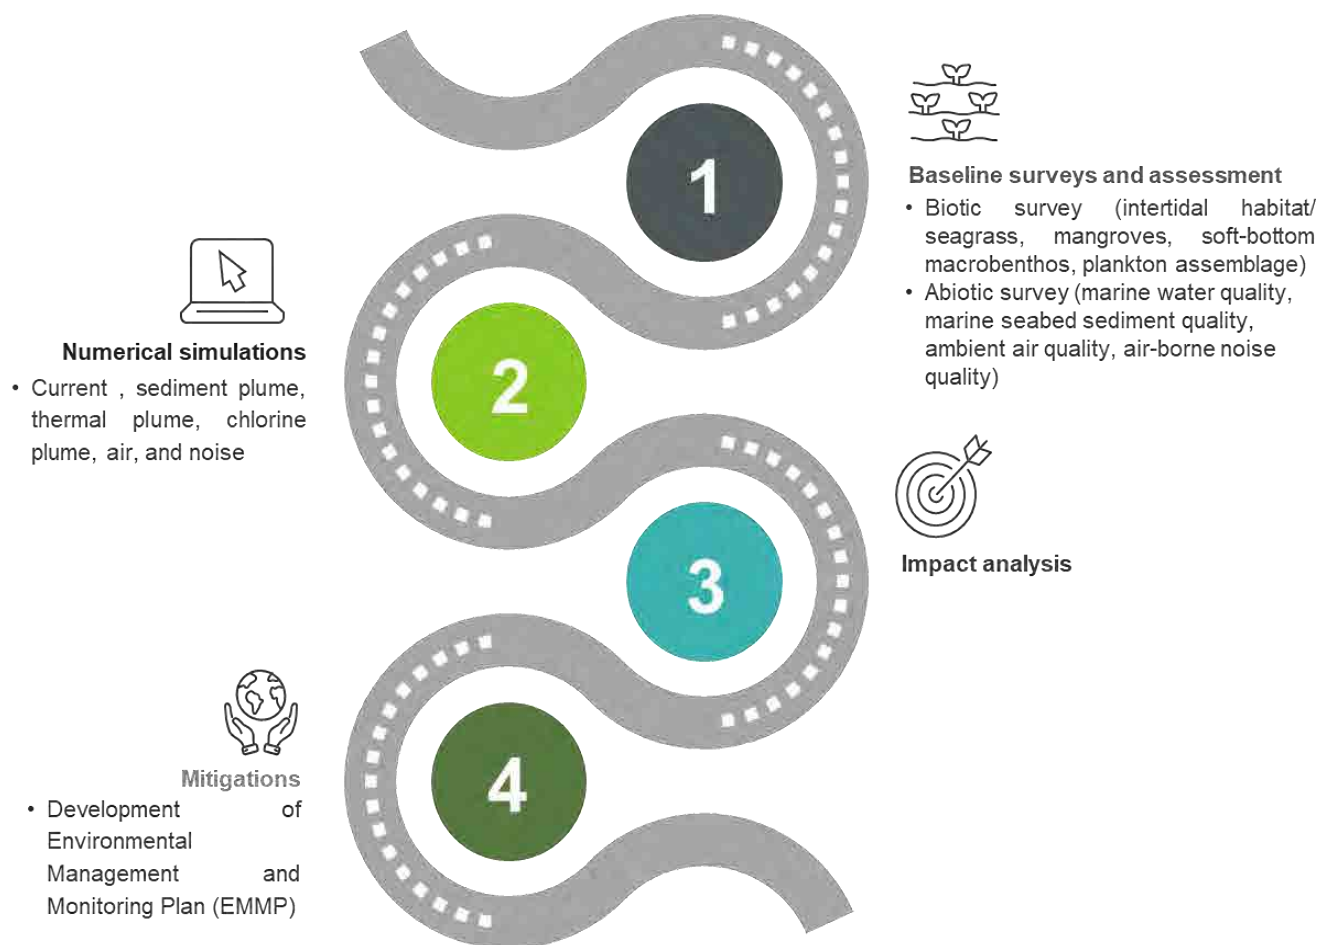 1
Baseline surveys and assessment
• Biotic survey (intertidal habitat/
seagrass, mangroves, soft-bottom
macrobenthos, plankton assemblage)
• Abiotic survey (marine water quality,
marine seabed sediment quality,
ambient air quality, air-borne noise
quality)
2
Numerical simulations
• Current , sediment plume,
thermal plume, chlorine
plume, air, and noise
3
Impact analysis
4
Mitigations
• Development of
Environmental
Management and
Monitoring Plan (EMMP)